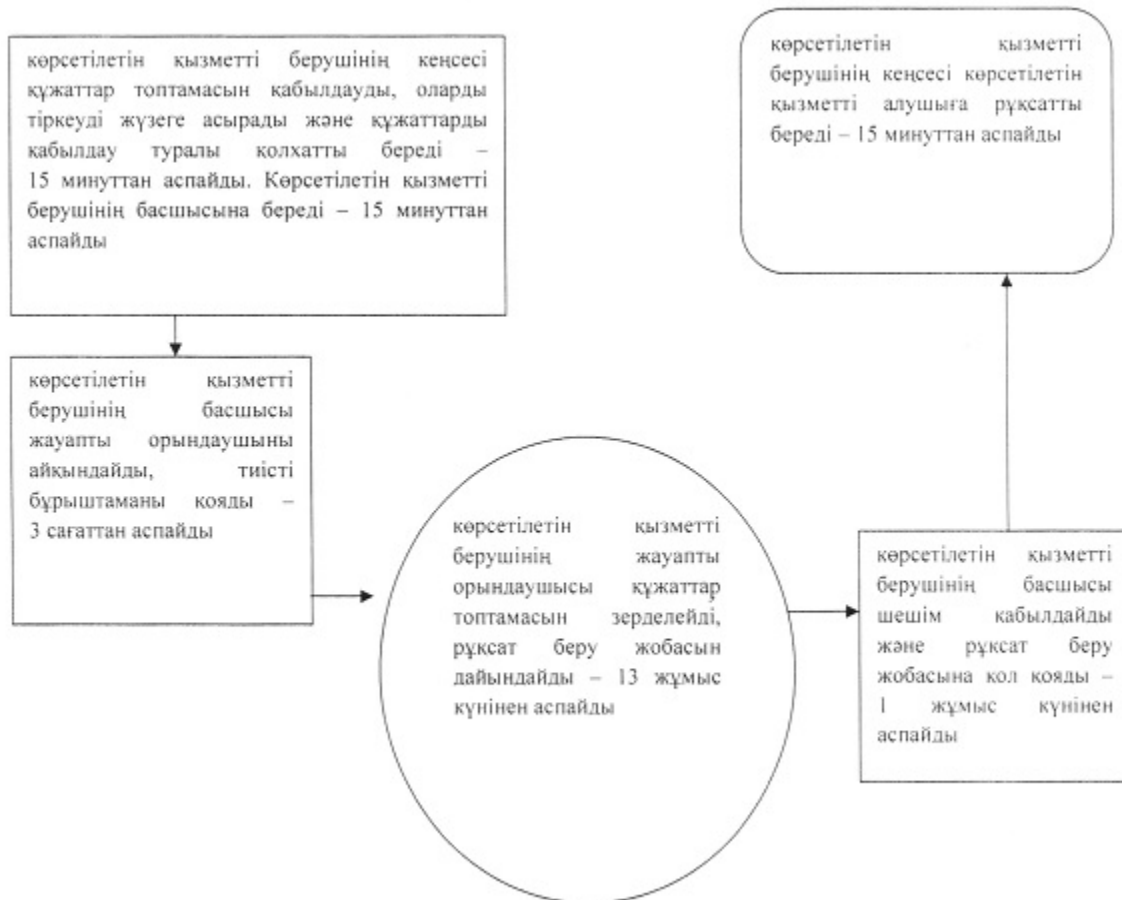 көрсетілетін қызметті берушінің кеңсесі
құжаттар топтамасын қабылдауды, оларды
тіркеуді жүзеге асырады және құжаттарды
қабылдау туралы қолхатты береді –
15 минуттан аспайды. Көрсетілетін қызметті
берушінің басшысына береді – 15 минуттан
аспайды
көрсетілетін қызметті
берушінің басшысы
жауапты орындаушыны
айқындайды, тиісті
бұрыштаманы қояды –
3 сағаттан аспайды
көрсетілетін қызметті
берушінің жауапты
орындаушысы құжаттар
топтамасын зерделейді,
рұқсат беру жобасын
дайындайды – 13 жұмыс
күнінен аспайды
көрсетілетін қызметті
берушінің басшысы
шешім қабылдайды
және рұқсат беру
жобасына қол қояды –
1 жұмыс күнінен
аспайды
көрсетілетін қызметті
берушінің кеңсесі көрсетілетін
қызметті алушыға рұқсатты
береді – 15 минуттан аспайды